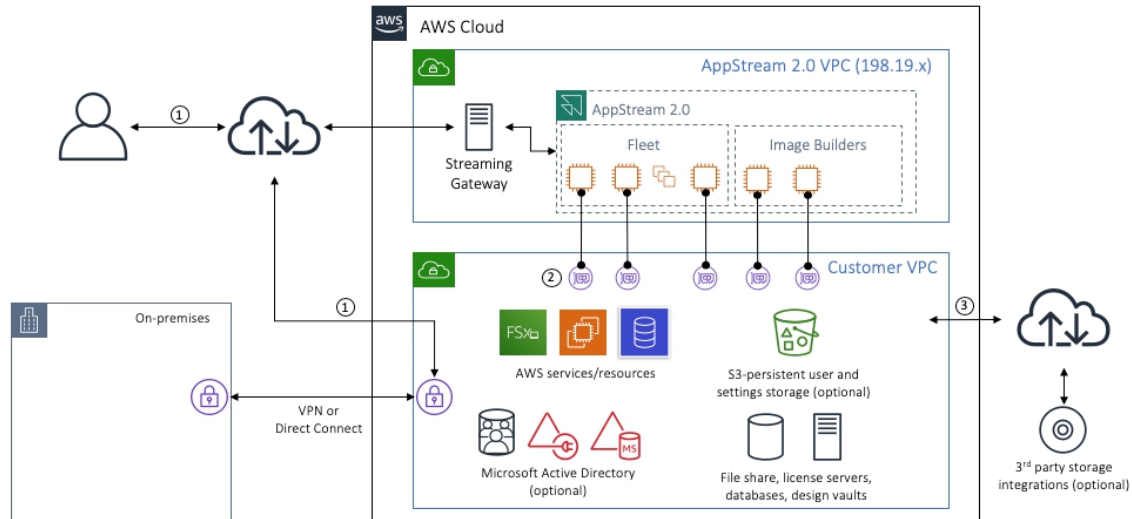 aws
AWS Cloud
AppStream 2.0 VPC (198.19.x)
AppStream 2.0
1
Fleet
Image Builders
Streaming
Gateway
2
Customer VPC
On-premises
1
3
FSx
AWS services/resources
S3-persistent user and
settings storage (optional)
VPN or
Direct Connect
MS
Microsoft Active Directory
(optional)
File share, license servers,
databases, design vaults
3rd party storage
integrations (optional)